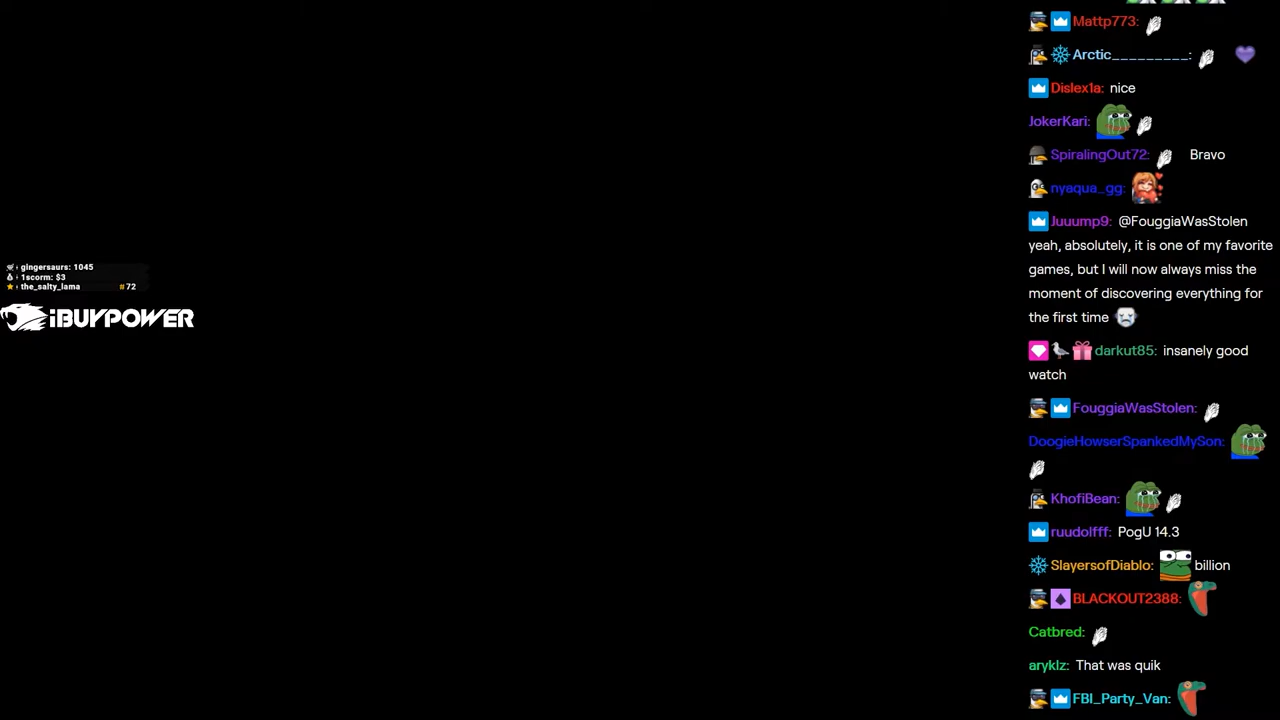 gingersaurs: 1045
1scorm: $3
the_salty_lama #72
iBUYPOWER
Mattp773:
Arctic_________:
Dislex1a: nice
JokerKari:
SpiralingOut72: Bravo
nyaqua_gg:
Juuump9: @FouggiaWasStolen
yeah, absolutely, it is one of my favorite
games, but I will now always miss the
moment of discovering everything for
the first time
darkut85: insanely good
watch
FouggiaWasStolen:
DoogieHowserSpankedMySon:
KhofiBean:
ruudolfff: PogU 14.3
SlayersofDiablo: billion
BLACKOUT2388:
Catbred:
aryklz: That was quik
FBI_Party_Van: